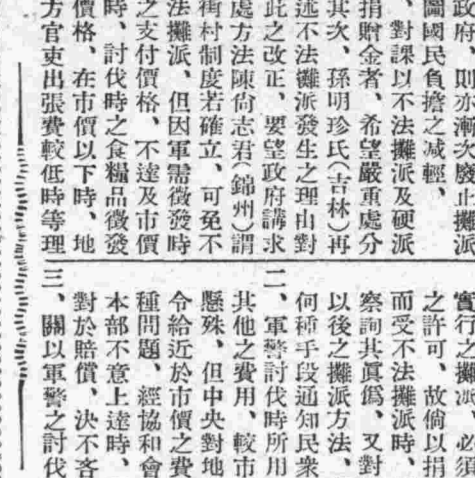 政府、則亦漸次廢止攤
圖國民負擔之減輕、
、對課以不法攤派及硬派
捐贈金者、希望嚴重處分
其次、孫明珍氏(吉林)再
述不法攤派發生之理由對
此之改正、要望政府講求
處方法陳尙志君(錦州)謂
街村制度若確立、可免不
法攤派、但因軍需徵發時
之支付價格、不達及市價
時、討伐時之食糧品徵發
價格、在市價以下時、地
方官吏出張費較低時等理
實行之攤派、必須
之許可、故倘以捐
而受不法攤派時、
察詢其眞僞、又對
以後之攤派方法、
何種手段通知民衆
二、軍警討伐時所用
其他之費用、較市
懸殊、但中央對地
令給近於市價之費
種問題、經協和會
本部不意上達時、
對於賠償、決不吝
三、關以軍警之討伐